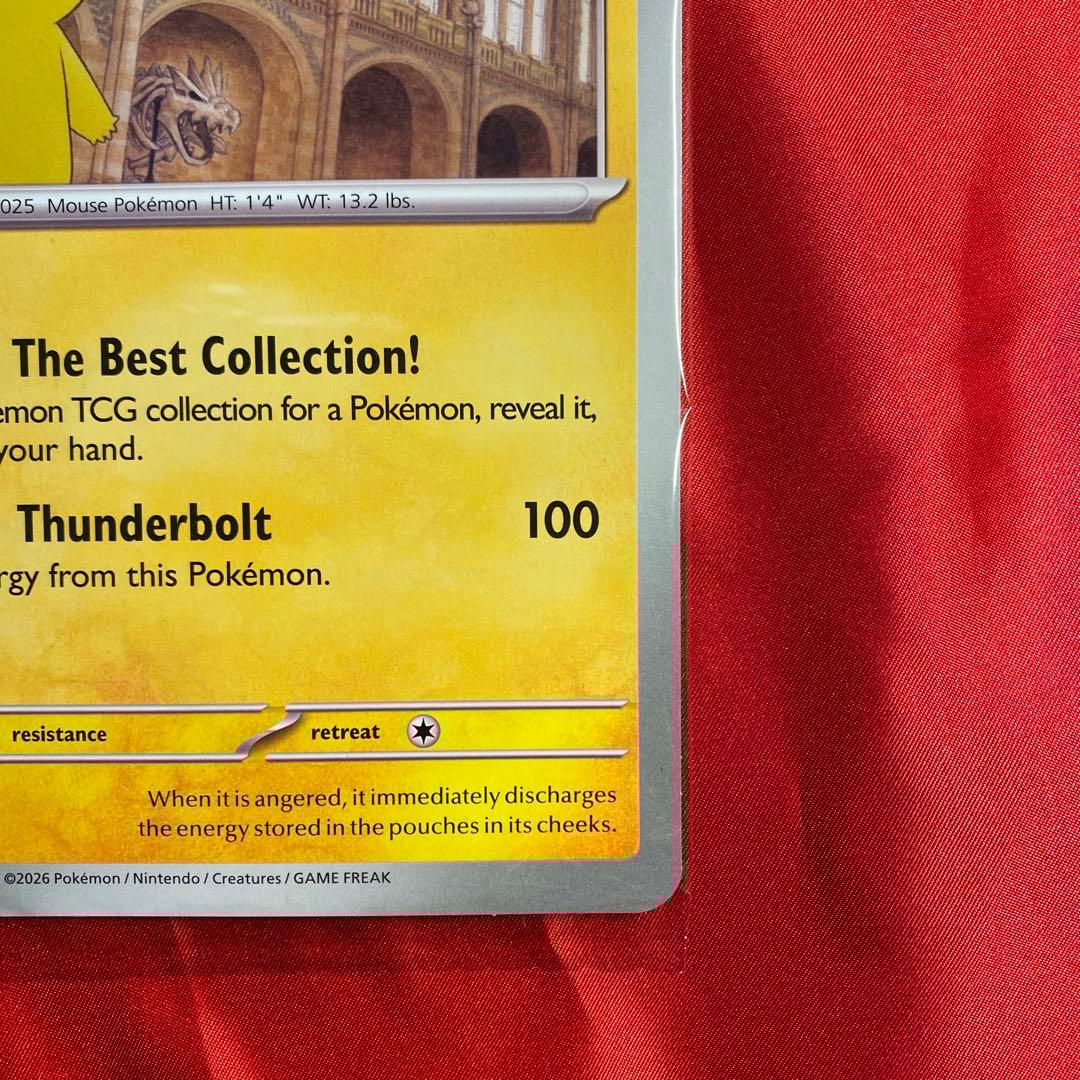 025 Mouse Pokémon HT: 1'4" WT: 13.2 lbs.
The Best Collection!
emon TCG collection for a Pokémon, reveal it,
your hand.
Thunderbolt 100
rgy from this Pokémon.
resistance retreat
When it is angered, it immediately discharges
the energy stored in the pouches in its cheeks.
©2026 Pokémon / Nintendo / Creatures / GAME FREAK